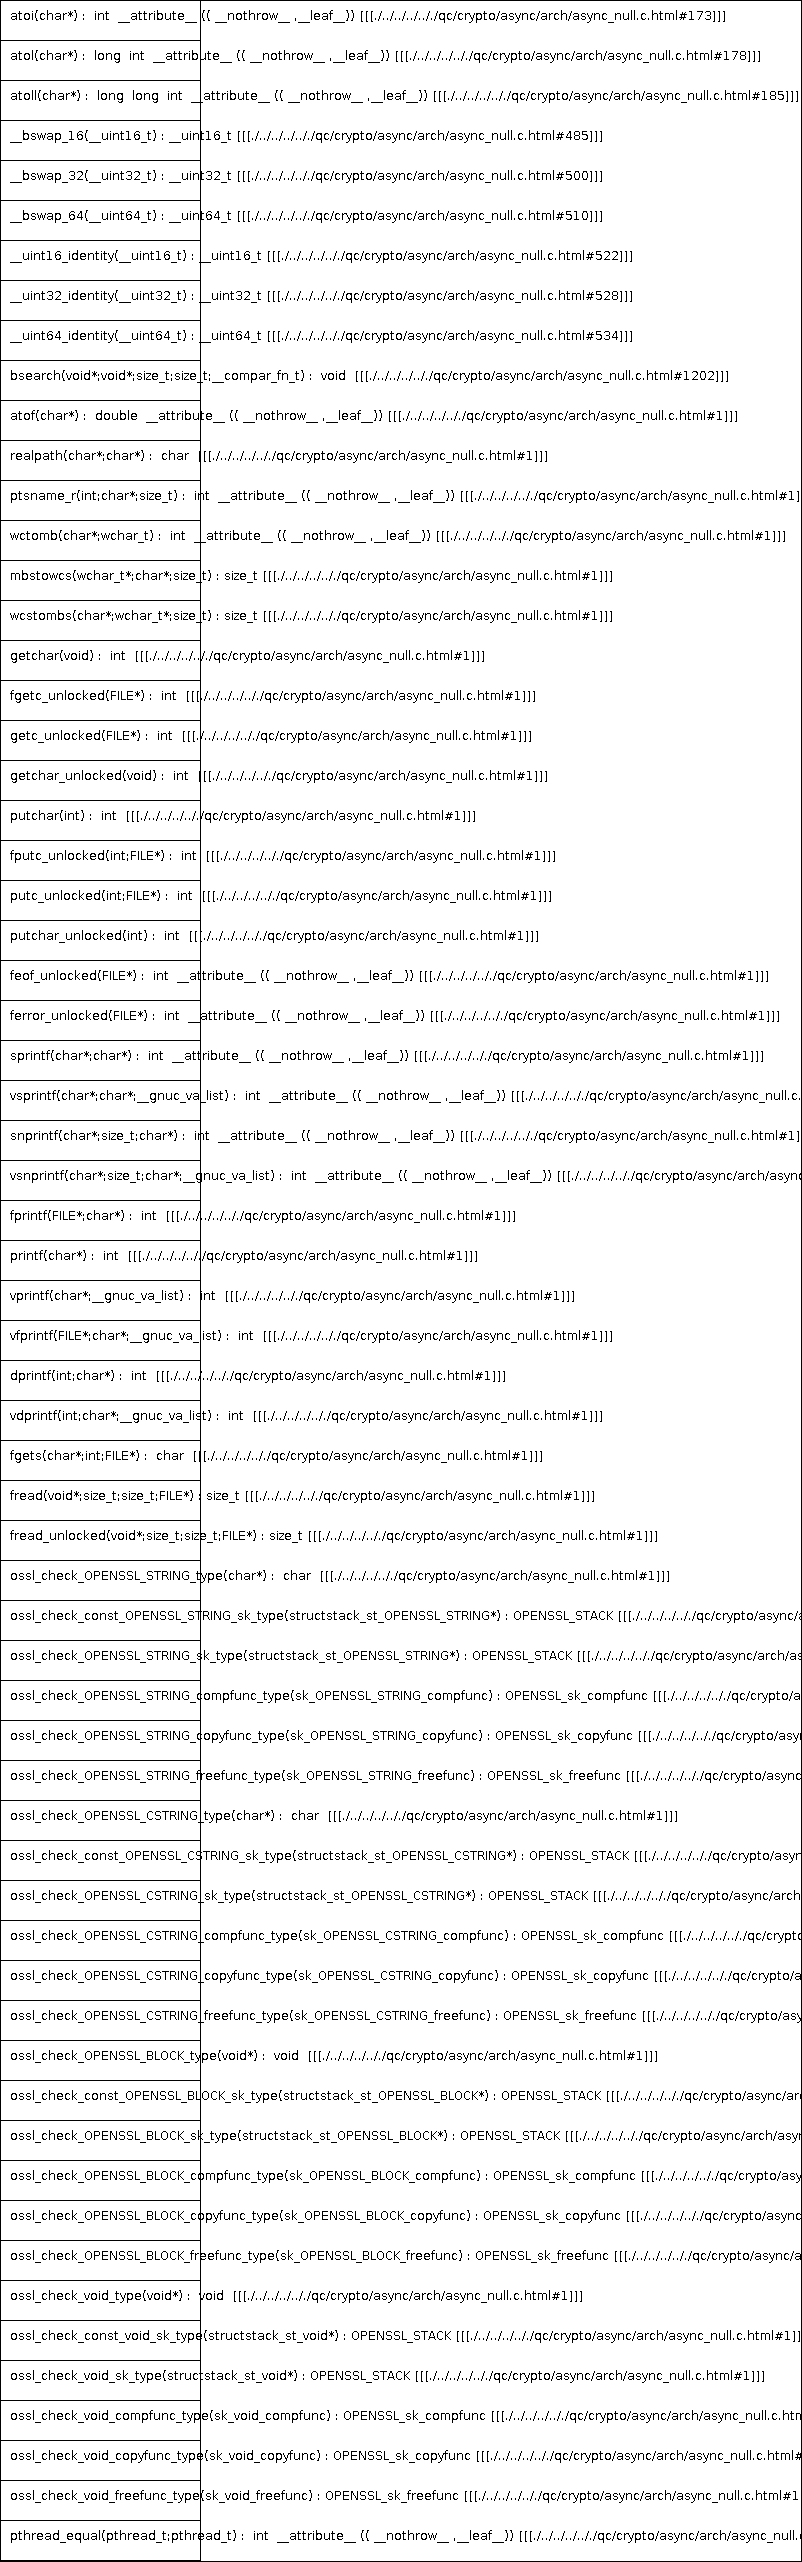 atoi(char*) :  int  __attribute__ (( __nothrow__ ,__leaf__)) [[[./../../../../qc/crypto/async/arch/async_null.c.html#173]]]
atol(char*) :  long  int  __attribute__ (( __nothrow__ ,__leaf__)) [[[./../../../../qc/crypto/async/arch/async_null.c.html#178]]]
atoll(char*) :  long  long  int  __attribute__ (( __nothrow__ ,__leaf__)) [[[./../../../../qc/crypto/async/arch/async_null.c.html#185]]]
__bswap_16(__uint16_t) : __uint16_t [[[./../../../../qc/crypto/async/arch/async_null.c.html#485]]]
__bswap_32(__uint32_t) : __uint32_t [[[./../../../../qc/crypto/async/arch/async_null.c.html#500]]]
__bswap_64(__uint64_t) : __uint64_t [[[./../../../../qc/crypto/async/arch/async_null.c.html#510]]]
__uint16_identity(__uint16_t) : __uint16_t [[[./../../../../qc/crypto/async/arch/async_null.c.html#522]]]
__uint32_identity(__uint32_t) : __uint32_t [[[./../../../../qc/crypto/async/arch/async_null.c.html#528]]]
__uint64_identity(__uint64_t) : __uint64_t [[[./../../../../qc/crypto/async/arch/async_null.c.html#534]]]
bsearch(void*;void*;size_t;size_t;__compar_fn_t) :  void  [[[./../../../../qc/crypto/async/arch/async_null.c.html#1202]]]
atof(char*) :  double  __attribute__ (( __nothrow__ ,__leaf__)) [[[./../../../../qc/crypto/async/arch/async_null.c.html#1]]]
realpath(char*;char*) :  char  [[[./../../../../qc/crypto/async/arch/async_null.c.html#1]]]
ptsname_r(int;char*;size_t) :  int  __attribute__ (( __nothrow__ ,__leaf__)) [[[./../../../../qc/crypto/async/arch/async_null.c.html#1]
wctomb(char*;wchar_t) :  int  __attribute__ (( __nothrow__ ,__leaf__)) [[[./../../../../qc/crypto/async/arch/async_null.c.html#1]]]
mbstowcs(wchar_t*;char*;size_t) : size_t [[[./../../../../qc/crypto/async/arch/async_null.c.html#1]]]
wcstombs(char*;wchar_t*;size_t) : size_t [[[./../../../../qc/crypto/async/arch/async_null.c.html#1]]]
getchar(void) :  int  [[[./../../../../qc/crypto/async/arch/async_null.c.html#1]]]
fgetc_unlocked(FILE*) :  int  [[[./../../../../qc/crypto/async/arch/async_null.c.html#1]]]
getc_unlocked(FILE*) :  int  [[[./../../../../qc/crypto/async/arch/async_null.c.html#1]]]
getchar_unlocked(void) :  int  [[[./../../../../qc/crypto/async/arch/async_null.c.html#1]]]
putchar(int) :  int  [[[./../../../../qc/crypto/async/arch/async_null.c.html#1]]]
fputc_unlocked(int;FILE*) :  int  [[[./../../../../qc/crypto/async/arch/async_null.c.html#1]]]
putc_unlocked(int;FILE*) :  int  [[[./../../../../qc/crypto/async/arch/async_null.c.html#1]]]
putchar_unlocked(int) :  int  [[[./../../../../qc/crypto/async/arch/async_null.c.html#1]]]
feof_unlocked(FILE*) :  int  __attribute__ (( __nothrow__ ,__leaf__)) [[[./../../../../qc/crypto/async/arch/async_null.c.html#1]]]
ferror_unlocked(FILE*) :  int  __attribute__ (( __nothrow__ ,__leaf__)) [[[./../../../../qc/crypto/async/arch/async_null.c.html#1]]]
sprintf(char*;char*) :  int  __attribute__ (( __nothrow__ ,__leaf__)) [[[./../../../../qc/crypto/async/arch/async_null.c.html#1]]]
vsprintf(char*;char*;__gnuc_va_list) :  int  __attribute__ (( __nothrow__ ,__leaf__)) [[[./../../../../qc/crypto/async/arch/async_null.c.
snprintf(char*;size_t;char*) :  int  __attribute__ (( __nothrow__ ,__leaf__)) [[[./../../../../qc/crypto/async/arch/async_null.c.html#1]
vsnprintf(char*;size_t;char*;__gnuc_va_list) :  int  __attribute__ (( __nothrow__ ,__leaf__)) [[[./../../../../qc/crypto/async/arch/async
fprintf(FILE*;char*) :  int  [[[./../../../../qc/crypto/async/arch/async_null.c.html#1]]]
printf(char*) :  int  [[[./../../../../qc/crypto/async/arch/async_null.c.html#1]]]
vprintf(char*;__gnuc_va_list) :  int  [[[./../../../../qc/crypto/async/arch/async_null.c.html#1]]]
vfprintf(FILE*;char*;__gnuc_va_list) :  int  [[[./../../../../qc/crypto/async/arch/async_null.c.html#1]]]
dprintf(int;char*) :  int  [[[./../../../../qc/crypto/async/arch/async_null.c.html#1]]]
vdprintf(int;char*;__gnuc_va_list) :  int  [[[./../../../../qc/crypto/async/arch/async_null.c.html#1]]]
fgets(char*;int;FILE*) :  char  [[[./../../../../qc/crypto/async/arch/async_null.c.html#1]]]
fread(void*;size_t;size_t;FILE*) : size_t [[[./../../../../qc/crypto/async/arch/async_null.c.html#1]]]
fread_unlocked(void*;size_t;size_t;FILE*) : size_t [[[./../../../../qc/crypto/async/arch/async_null.c.html#1]]]
ossl_check_OPENSSL_STRING_type(char*) :  char  [[[./../../../../qc/crypto/async/arch/async_null.c.html#1]]]
ossl_check_const_OPENSSL_STRING_sk_type(structstack_st_OPENSSL_STRING*) : OPENSSL_STACK [[[./../../../../qc/crypto/async/a
ossl_check_OPENSSL_STRING_sk_type(structstack_st_OPENSSL_STRING*) : OPENSSL_STACK [[[./../../../../qc/crypto/async/arch/as
ossl_check_OPENSSL_STRING_compfunc_type(sk_OPENSSL_STRING_compfunc) : OPENSSL_sk_compfunc [[[./../../../../qc/crypto/a
ossl_check_OPENSSL_STRING_copyfunc_type(sk_OPENSSL_STRING_copyfunc) : OPENSSL_sk_copyfunc [[[./../../../../qc/crypto/asyn
ossl_check_OPENSSL_STRING_freefunc_type(sk_OPENSSL_STRING_freefunc) : OPENSSL_sk_freefunc [[[./../../../../qc/crypto/async
ossl_check_OPENSSL_CSTRING_type(char*) :  char  [[[./../../../../qc/crypto/async/arch/async_null.c.html#1]]]
ossl_check_const_OPENSSL_CSTRING_sk_type(structstack_st_OPENSSL_CSTRING*) : OPENSSL_STACK [[[./../../../../qc/crypto/asyn
ossl_check_OPENSSL_CSTRING_sk_type(structstack_st_OPENSSL_CSTRING*) : OPENSSL_STACK [[[./../../../../qc/crypto/async/arch
ossl_check_OPENSSL_CSTRING_compfunc_type(sk_OPENSSL_CSTRING_compfunc) : OPENSSL_sk_compfunc [[[./../../../../qc/crypto
ossl_check_OPENSSL_CSTRING_copyfunc_type(sk_OPENSSL_CSTRING_copyfunc) : OPENSSL_sk_copyfunc [[[./../../../../qc/crypto/a
ossl_check_OPENSSL_CSTRING_freefunc_type(sk_OPENSSL_CSTRING_freefunc) : OPENSSL_sk_freefunc [[[./../../../../qc/crypto/asy
ossl_check_OPENSSL_BLOCK_type(void*) :  void  [[[./../../../../qc/crypto/async/arch/async_null.c.html#1]]]
ossl_check_const_OPENSSL_BLOCK_sk_type(structstack_st_OPENSSL_BLOCK*) : OPENSSL_STACK [[[./../../../../qc/crypto/async/arc
ossl_check_OPENSSL_BLOCK_sk_type(structstack_st_OPENSSL_BLOCK*) : OPENSSL_STACK [[[./../../../../qc/crypto/async/arch/asyn
ossl_check_OPENSSL_BLOCK_compfunc_type(sk_OPENSSL_BLOCK_compfunc) : OPENSSL_sk_compfunc [[[./../../../../qc/crypto/asy
ossl_check_OPENSSL_BLOCK_copyfunc_type(sk_OPENSSL_BLOCK_copyfunc) : OPENSSL_sk_copyfunc [[[./../../../../qc/crypto/async
ossl_check_OPENSSL_BLOCK_freefunc_type(sk_OPENSSL_BLOCK_freefunc) : OPENSSL_sk_freefunc [[[./../../../../qc/crypto/async/a
ossl_check_void_type(void*) :  void  [[[./../../../../qc/crypto/async/arch/async_null.c.html#1]]]
ossl_check_const_void_sk_type(structstack_st_void*) : OPENSSL_STACK [[[./../../../../qc/crypto/async/arch/async_null.c.html#1]]]
ossl_check_void_sk_type(structstack_st_void*) : OPENSSL_STACK [[[./../../../../qc/crypto/async/arch/async_null.c.html#1]]]
ossl_check_void_compfunc_type(sk_void_compfunc) : OPENSSL_sk_compfunc [[[./../../../../qc/crypto/async/arch/async_null.c.htm
ossl_check_void_copyfunc_type(sk_void_copyfunc) : OPENSSL_sk_copyfunc [[[./../../../../qc/crypto/async/arch/async_null.c.html#
ossl_check_void_freefunc_type(sk_void_freefunc) : OPENSSL_sk_freefunc [[[./../../../../qc/crypto/async/arch/async_null.c.html#1
pthread_equal(pthread_t;pthread_t) :  int  __attribute__ (( __nothrow__ ,__leaf__)) [[[./../../../../qc/crypto/async/arch/async_null.c